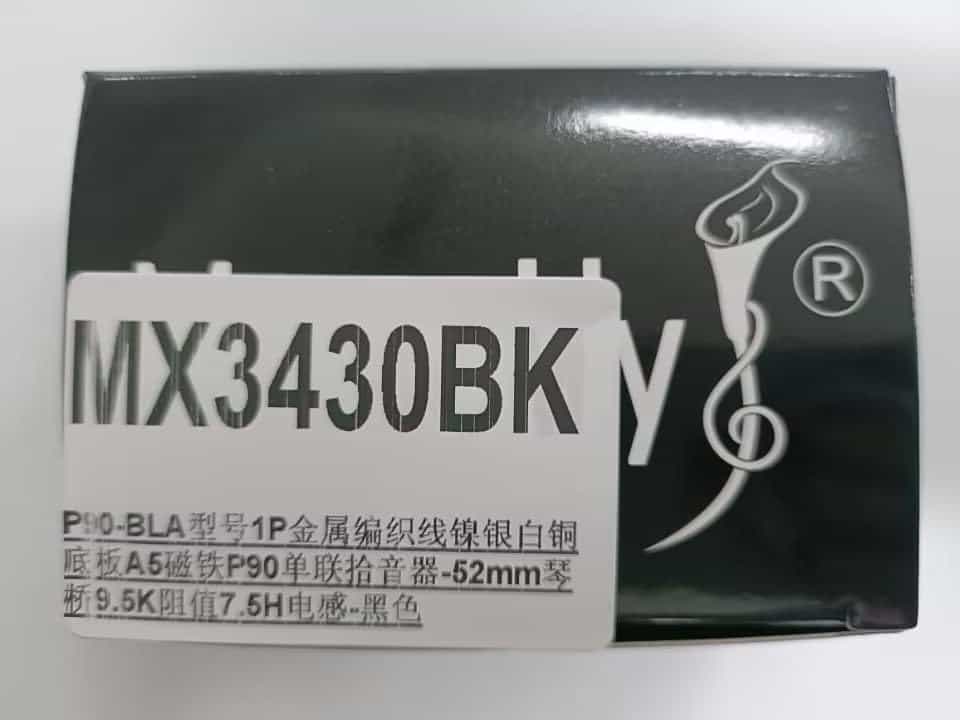 ®
y
MX3430BK
P90-BLA型号1P金属编织线镍银白铜
底板A5磁铁P90单联拾音器-52mm琴
桥9.5K阻值7.5H电感-黑色